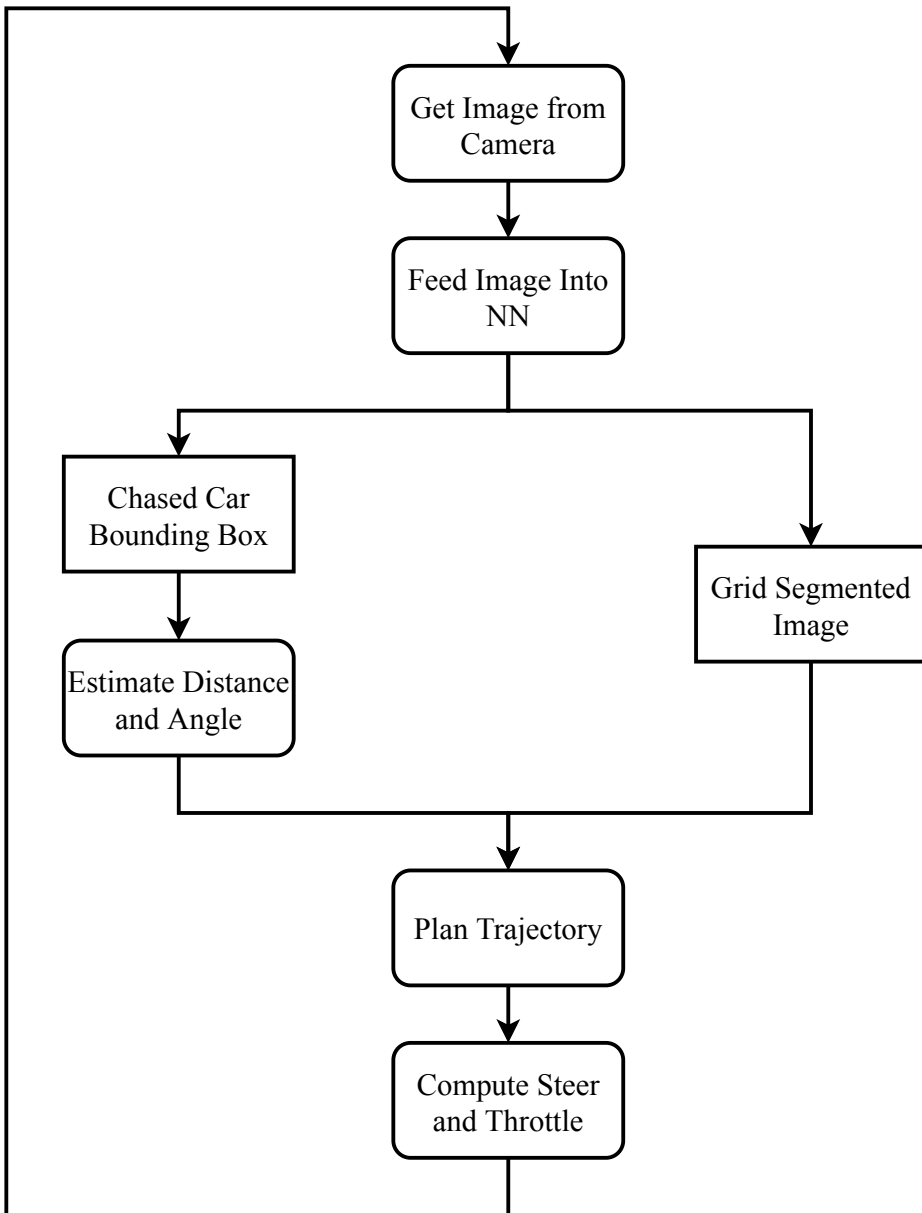 Get Image from
Camera
Feed Image Into
NN
Chased Car
Bounding Box
Grid Segmented
Image
Estimate Distance
and Angle
Plan Trajectory
Compute Steer
and Throttle